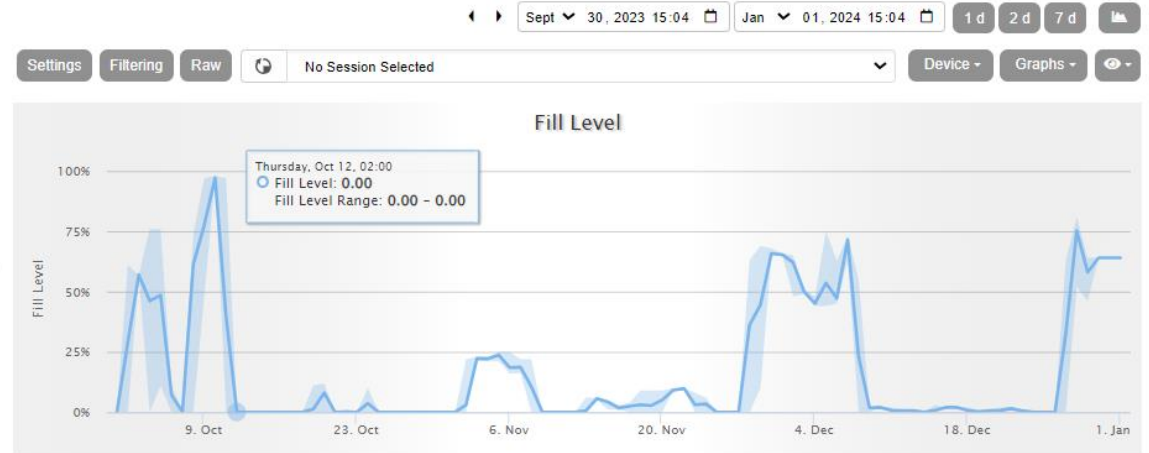 Sept 30, 2023 15:04 Jan 01, 2024 15:04 1 d 2 d 7 d
Settings Filtering Raw No Session Selected Device Graphs
Fill Level
Thursday, Oct 12, 02:00
Fill Level: 0.00
Fill Level Range: 0.00 - 0.00
100%
75%
50%
25%
0%
Fill Level
9. Oct 23. Oct 6. Nov 20. Nov 4. Dec 18. Dec 1. Jan